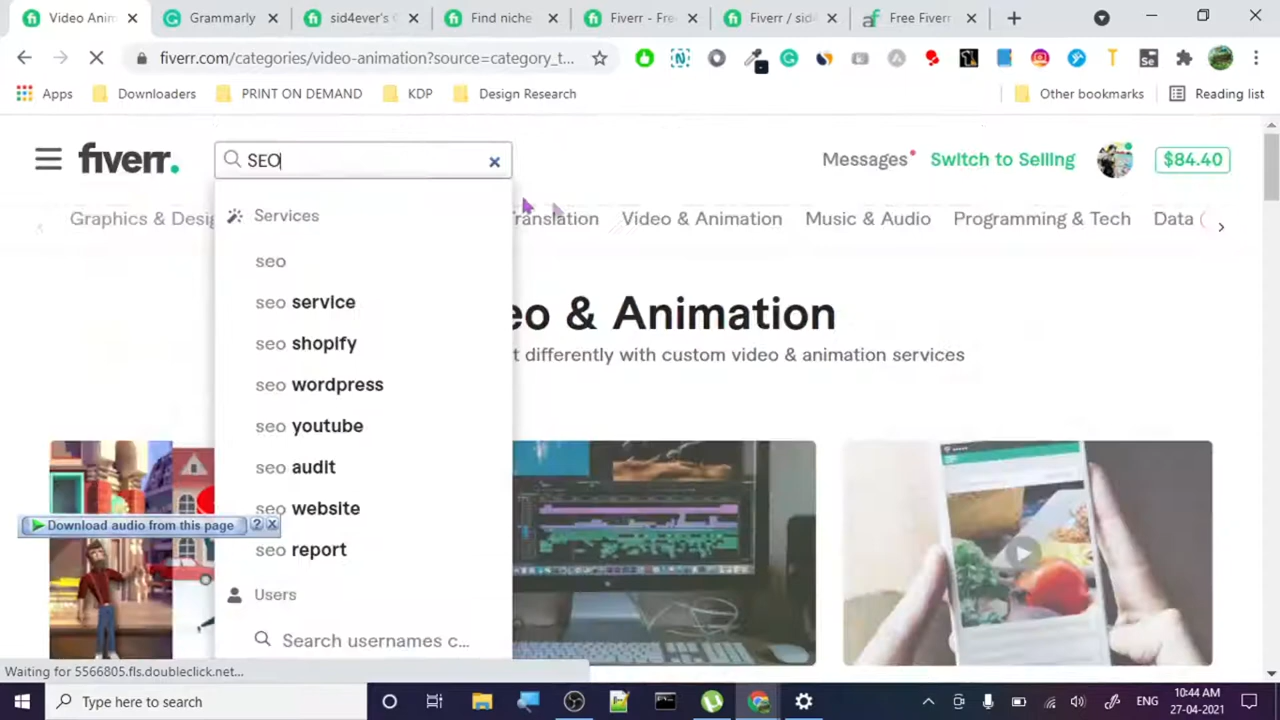 Video Anim
Grammarly
sid4ever's G
Find niche
Fiverr - Fre
Fiverr / sid4
Free Fiverr
fiverr.com/categories/video-animation?source=category_t...
Apps
Downloaders
PRINT ON DEMAND
KDP
Design Research
Other bookmarks
Reading list
fiverr.
SEO
Messages
Switch to Selling
$84.40
Graphics & Desig
Translation
Video & Animation
Music & Audio
Programming & Tech
Data
Services
seo
seo service
seo shopify
seo wordpress
seo youtube
seo audit
seo website
seo report
Users
Search usernames c...
eo & Animation
t differently with custom video & animation services
Download audio from this page
?
Waiting for 5566805.fls.doubleclick.net...
Type here to search
ENG
10:44 AM
27-04-2021